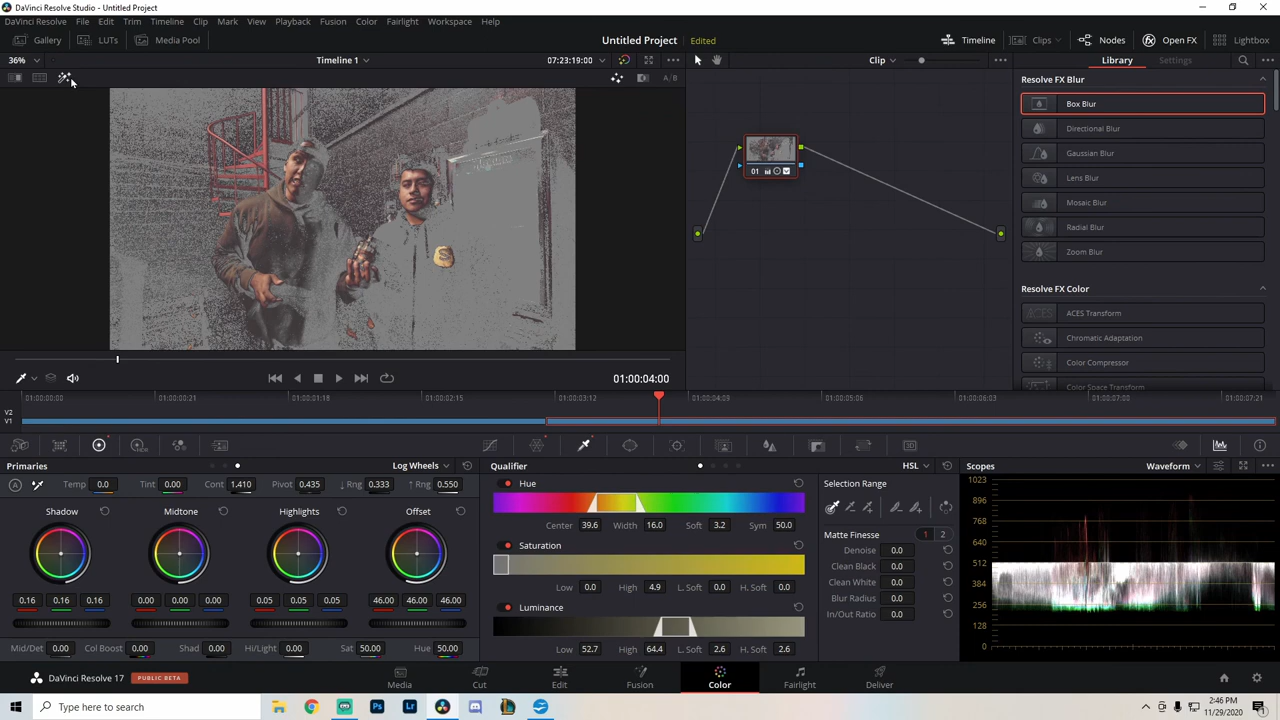 DaVinci Resolve Studio - Untitled Project
DaVinci Resolve File Edit Trim Timeline Clip Mark View Playback Fusion Color Fairlight Workspace Help
Gallery LUTs Media Pool Untitled Project Edited Timeline Clips Nodes Open FX Lightbox
36% Timeline 1 07:23:19:00 Clip Library Settings
A/B
Resolve FX Blur
Box Blur
Directional Blur
Gaussian Blur
Lens Blur
Mosaic Blur
Radial Blur
Zoom Blur
Resolve FX Color
ACES Transform
Chromatic Adaptation
Color Compressor
Color Space Transform
01
01:00:04:00
01:00:00:00 01:00:00:21 01:00:01:18 01:00:02:15 01:00:03:12 01:00:04:09 01:00:05:06 01:00:06:03 01:00:07:00 01:00:07:21
V2
V1
Primaries Log Wheels Qualifier HSL Scopes Waveform
Temp 0.0 Tint 0.00 Cont 1.410 Pivot 0.435 ↓ Rng 0.333 ↑ Rng 0.550
Shadow Midtone Highlights Offset
0.16 0.16 0.16 0.00 0.00 0.00 0.05 0.05 0.05 46.00 46.00 46.00
Mid/Det 0.00 Col Boost 0.00 Shad 0.00 Hi/Light 0.00 Sat 50.00 Hue 50.00
Hue
Center 39.6 Width 16.0 Soft 3.2 Sym 50.0
Saturation
Low 0.0 High 4.9 L. Soft 0.0 H. Soft 0.0
Luminance
Low 52.7 High 64.4 L. Soft 2.6 H. Soft 2.6
Selection Range
Matte Finesse 1 2
Denoise 0.0
Clean Black 0.0
Clean White 0.0
Blur Radius 0.0
In/Out Ratio 0.0
1023
896
768
640
512
384
256
128
0
DaVinci Resolve 17 PUBLIC BETA Media Cut Edit Fusion Color Fairlight Deliver
Type here to search
Ps
Lr
2:46 PM
11/29/2020